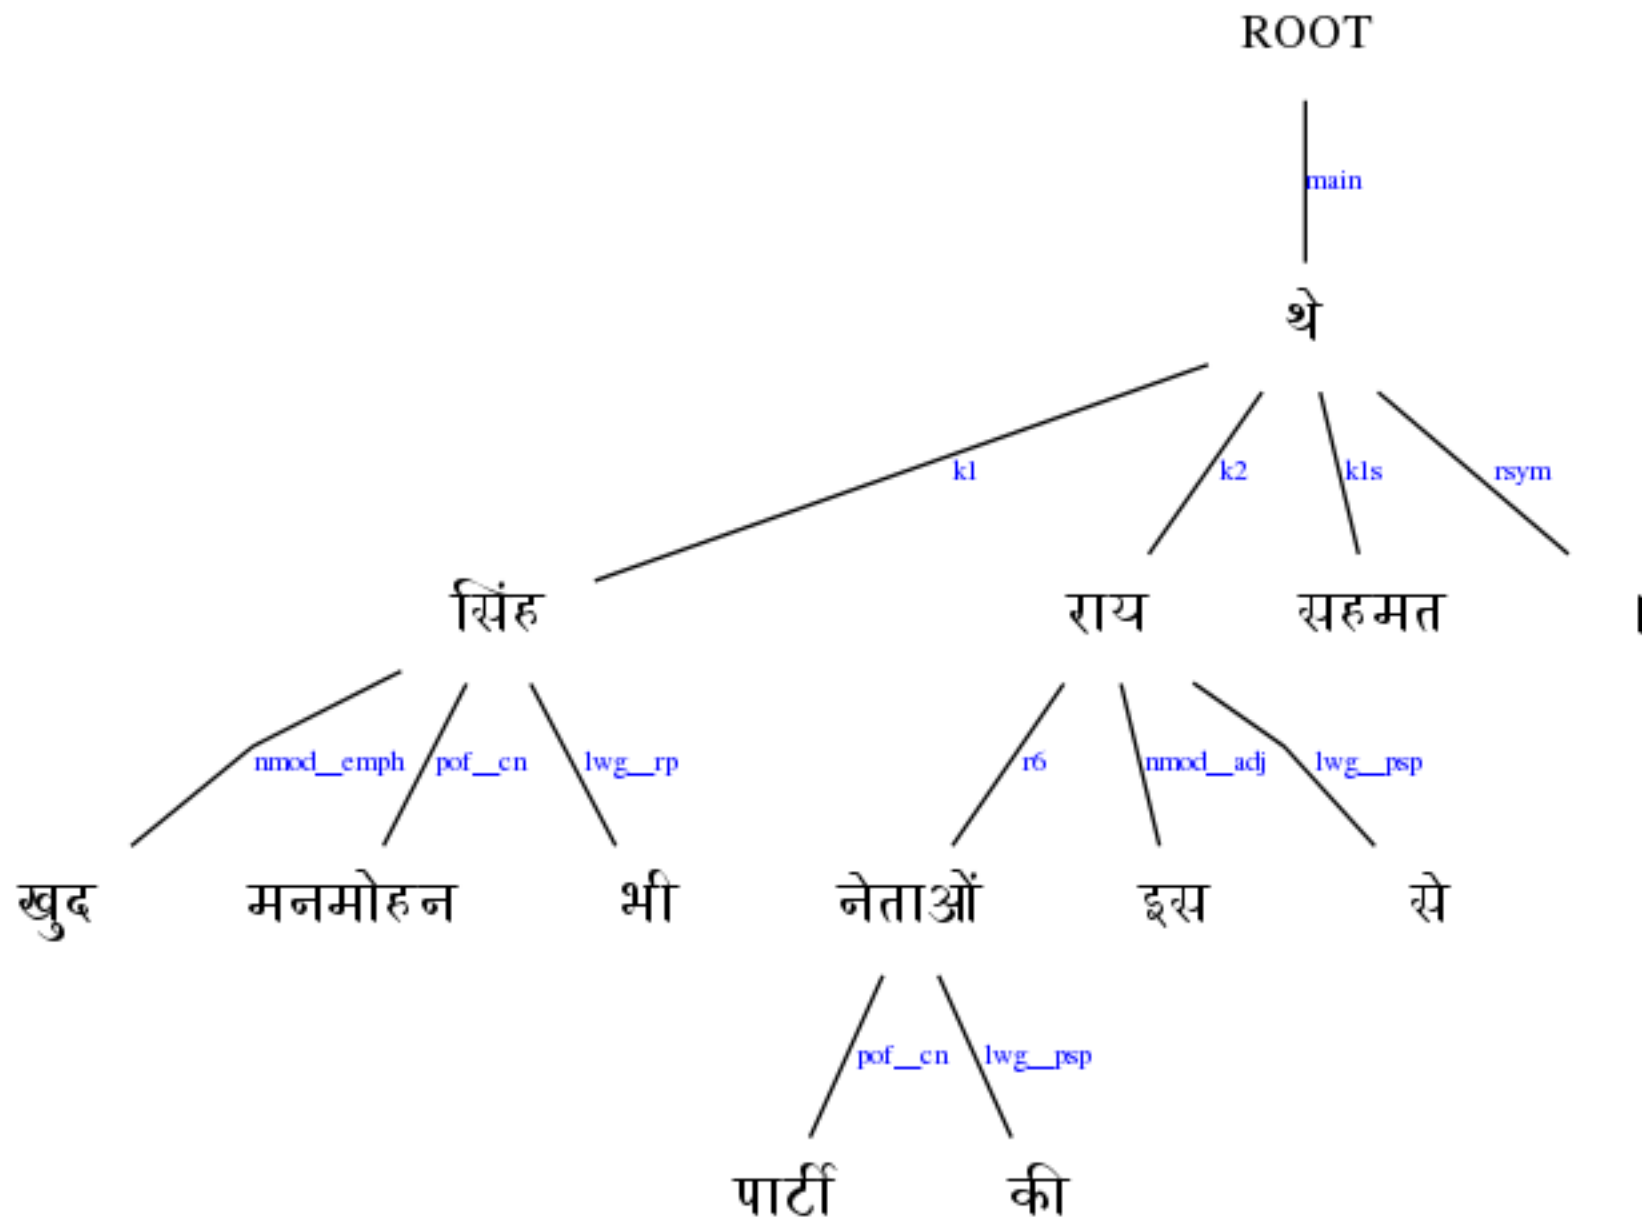 ROOT
main
थे
k1 k2 k1s rsym
सिंह राय सहमत ।
nmod__emph pof__cn lwg__rp r6 nmod__adj lwg__psp
खुद मनमोहन भी नेताओं इस से
pof__cn lwg__psp
पार्टी की